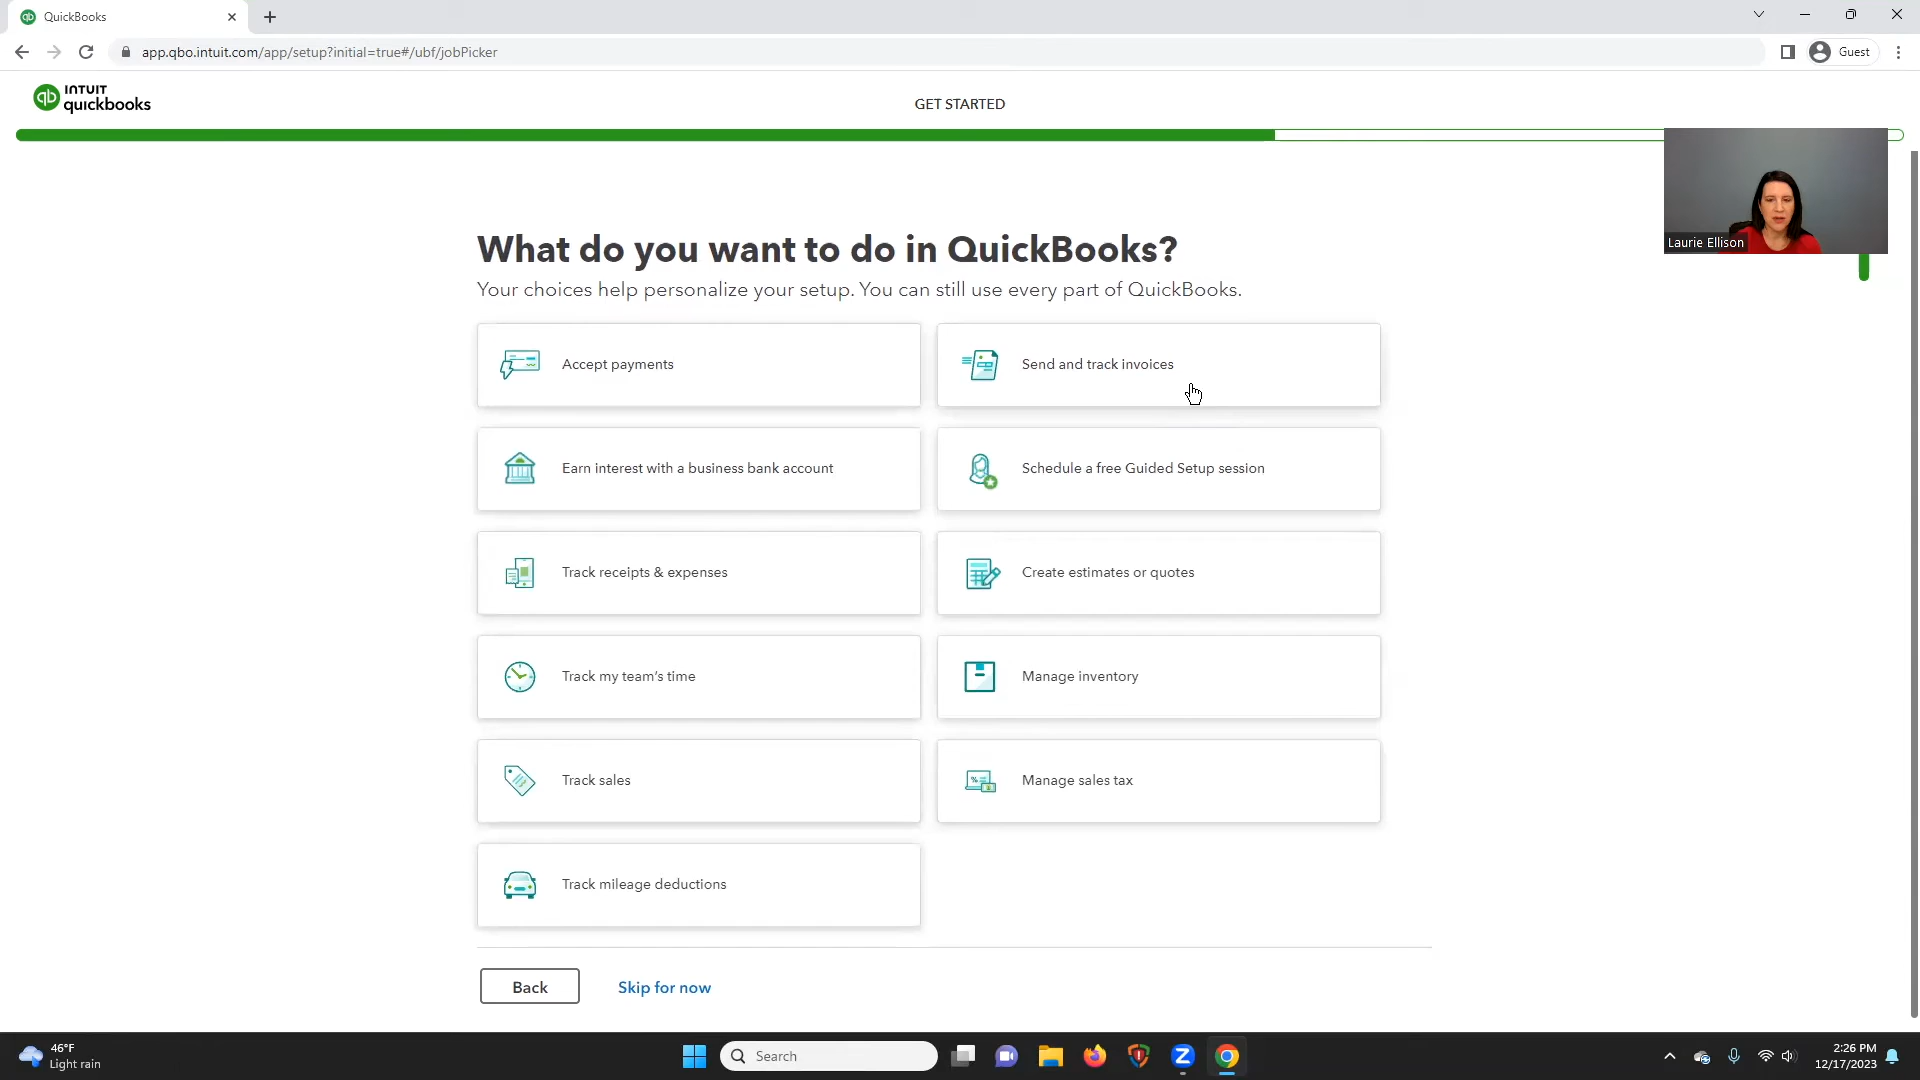 QuickBooks
app.qbo.intuit.com/app/setup?initial=true#/ubf/jobPicker
Guest
INTUIT
quickbooks
GET STARTED
Laurie Ellison
What do you want to do in QuickBooks?
Your choices help personalize your setup. You can still use every part of QuickBooks.
Accept payments
Send and track invoices
Earn interest with a business bank account
Schedule a free Guided Setup session
Track receipts & expenses
Create estimates or quotes
Track my team's time
Manage inventory
Track sales
Manage sales tax
Track mileage deductions
Back
Skip for now
46°F
Light rain
Search
2:26 PM
12/17/2023